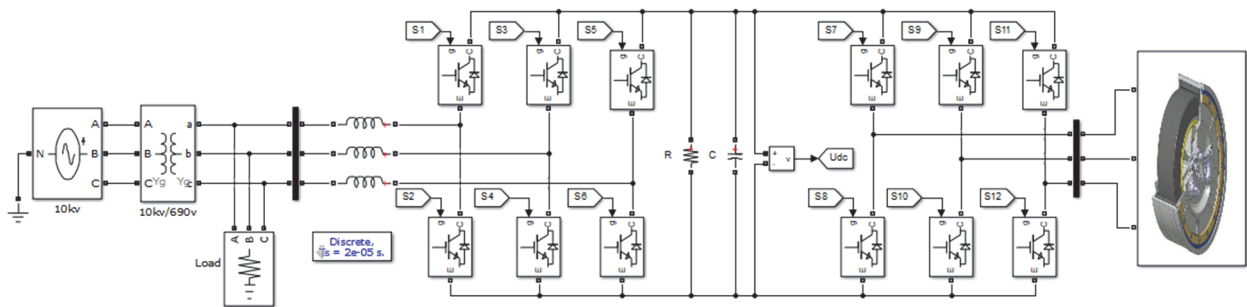 S1
S3
S5
S7
S9
S11
g C
g C
g C
g C
g C
g C
E
E
E
E
E
E
N
A
B
C
A
B
C
a
b
c
Yg Yg
10kv
10kv/690v
R
C
+
-
v
Udc
S2
S4
S6
S8
S10
S12
g C
g C
g C
g C
g C
g C
E
E
E
E
E
E
A B C
Load
Discrete,
s = 2e-05 s.